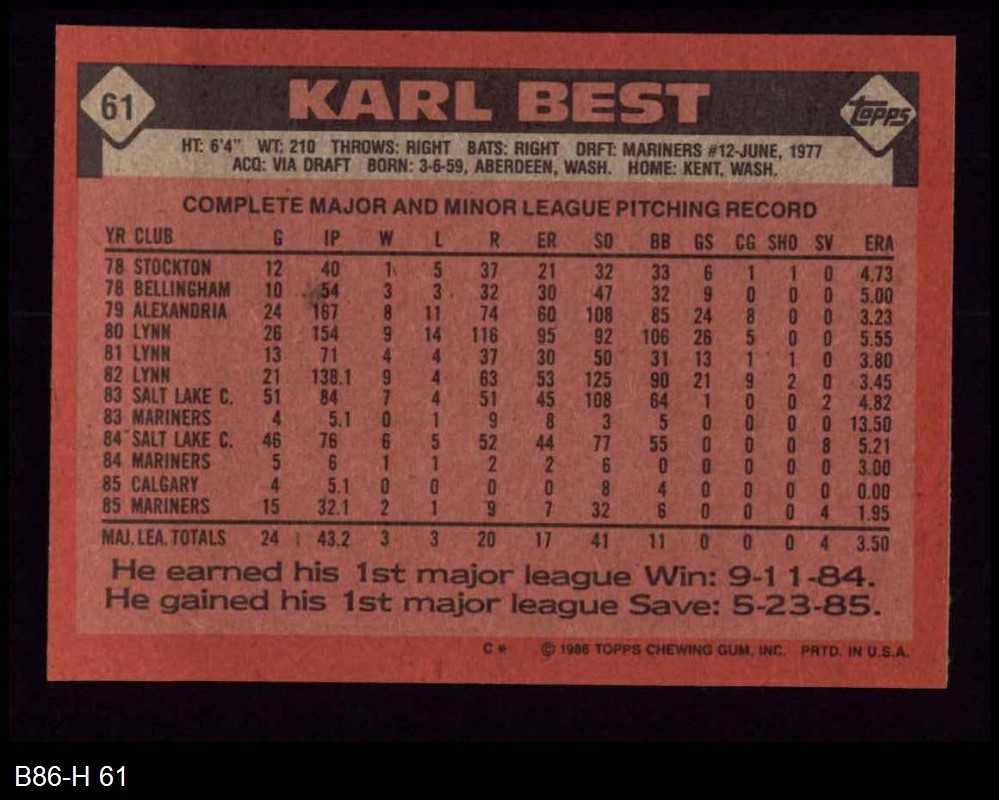 61 KARL BEST topps
HT: 6'4" WT: 210 THROWS: RIGHT BATS: RIGHT DRFT: MARINERS #12-JUNE, 1977
ACQ: VIA DRAFT BORN: 3-6-59, ABERDEEN, WASH. HOME: KENT, WASH.
COMPLETE MAJOR AND MINOR LEAGUE PITCHING RECORD
YR CLUB G IP W L R ER SO BB GS CG SHO SV ERA
78 STOCKTON 12 40 1 5 37 21 32 33 6 1 1 0 4.73
78 BELLINGHAM 10 54 3 3 32 30 47 32 9 0 0 0 5.00
79 ALEXANDRIA 24 167 8 11 74 60 108 85 24 8 0 0 3.23
80 LYNN 26 154 9 14 116 95 92 106 26 5 0 0 5.55
81 LYNN 13 71 4 4 37 30 50 31 13 1 1 0 3.80
82 LYNN 21 138.1 9 4 63 53 125 90 21 9 2 0 3.45
83 SALT LAKE C. 51 84 7 4 51 45 108 64 1 0 0 2 4.82
83 MARINERS 4 5.1 0 1 9 8 3 5 0 0 0 0 13.50
84 SALT LAKE C. 46 76 6 5 52 44 77 55 0 0 0 8 5.21
84 MARINERS 5 6 1 1 2 2 6 0 0 0 0 0 3.00
85 CALGARY 4 5.1 0 0 0 0 8 4 0 0 0 0 0.00
85 MARINERS 15 32.1 2 1 9 7 32 6 0 0 0 4 1.95
MAJ. LEA. TOTALS 24 43.2 3 3 20 17 41 11 0 0 0 4 3.50
He earned his 1st major league Win: 9-11-84.
He gained his 1st major league Save: 5-23-85.
C* © 1986 TOPPS CHEWING GUM, INC. PRTD. IN U.S.A.
B86-H 61